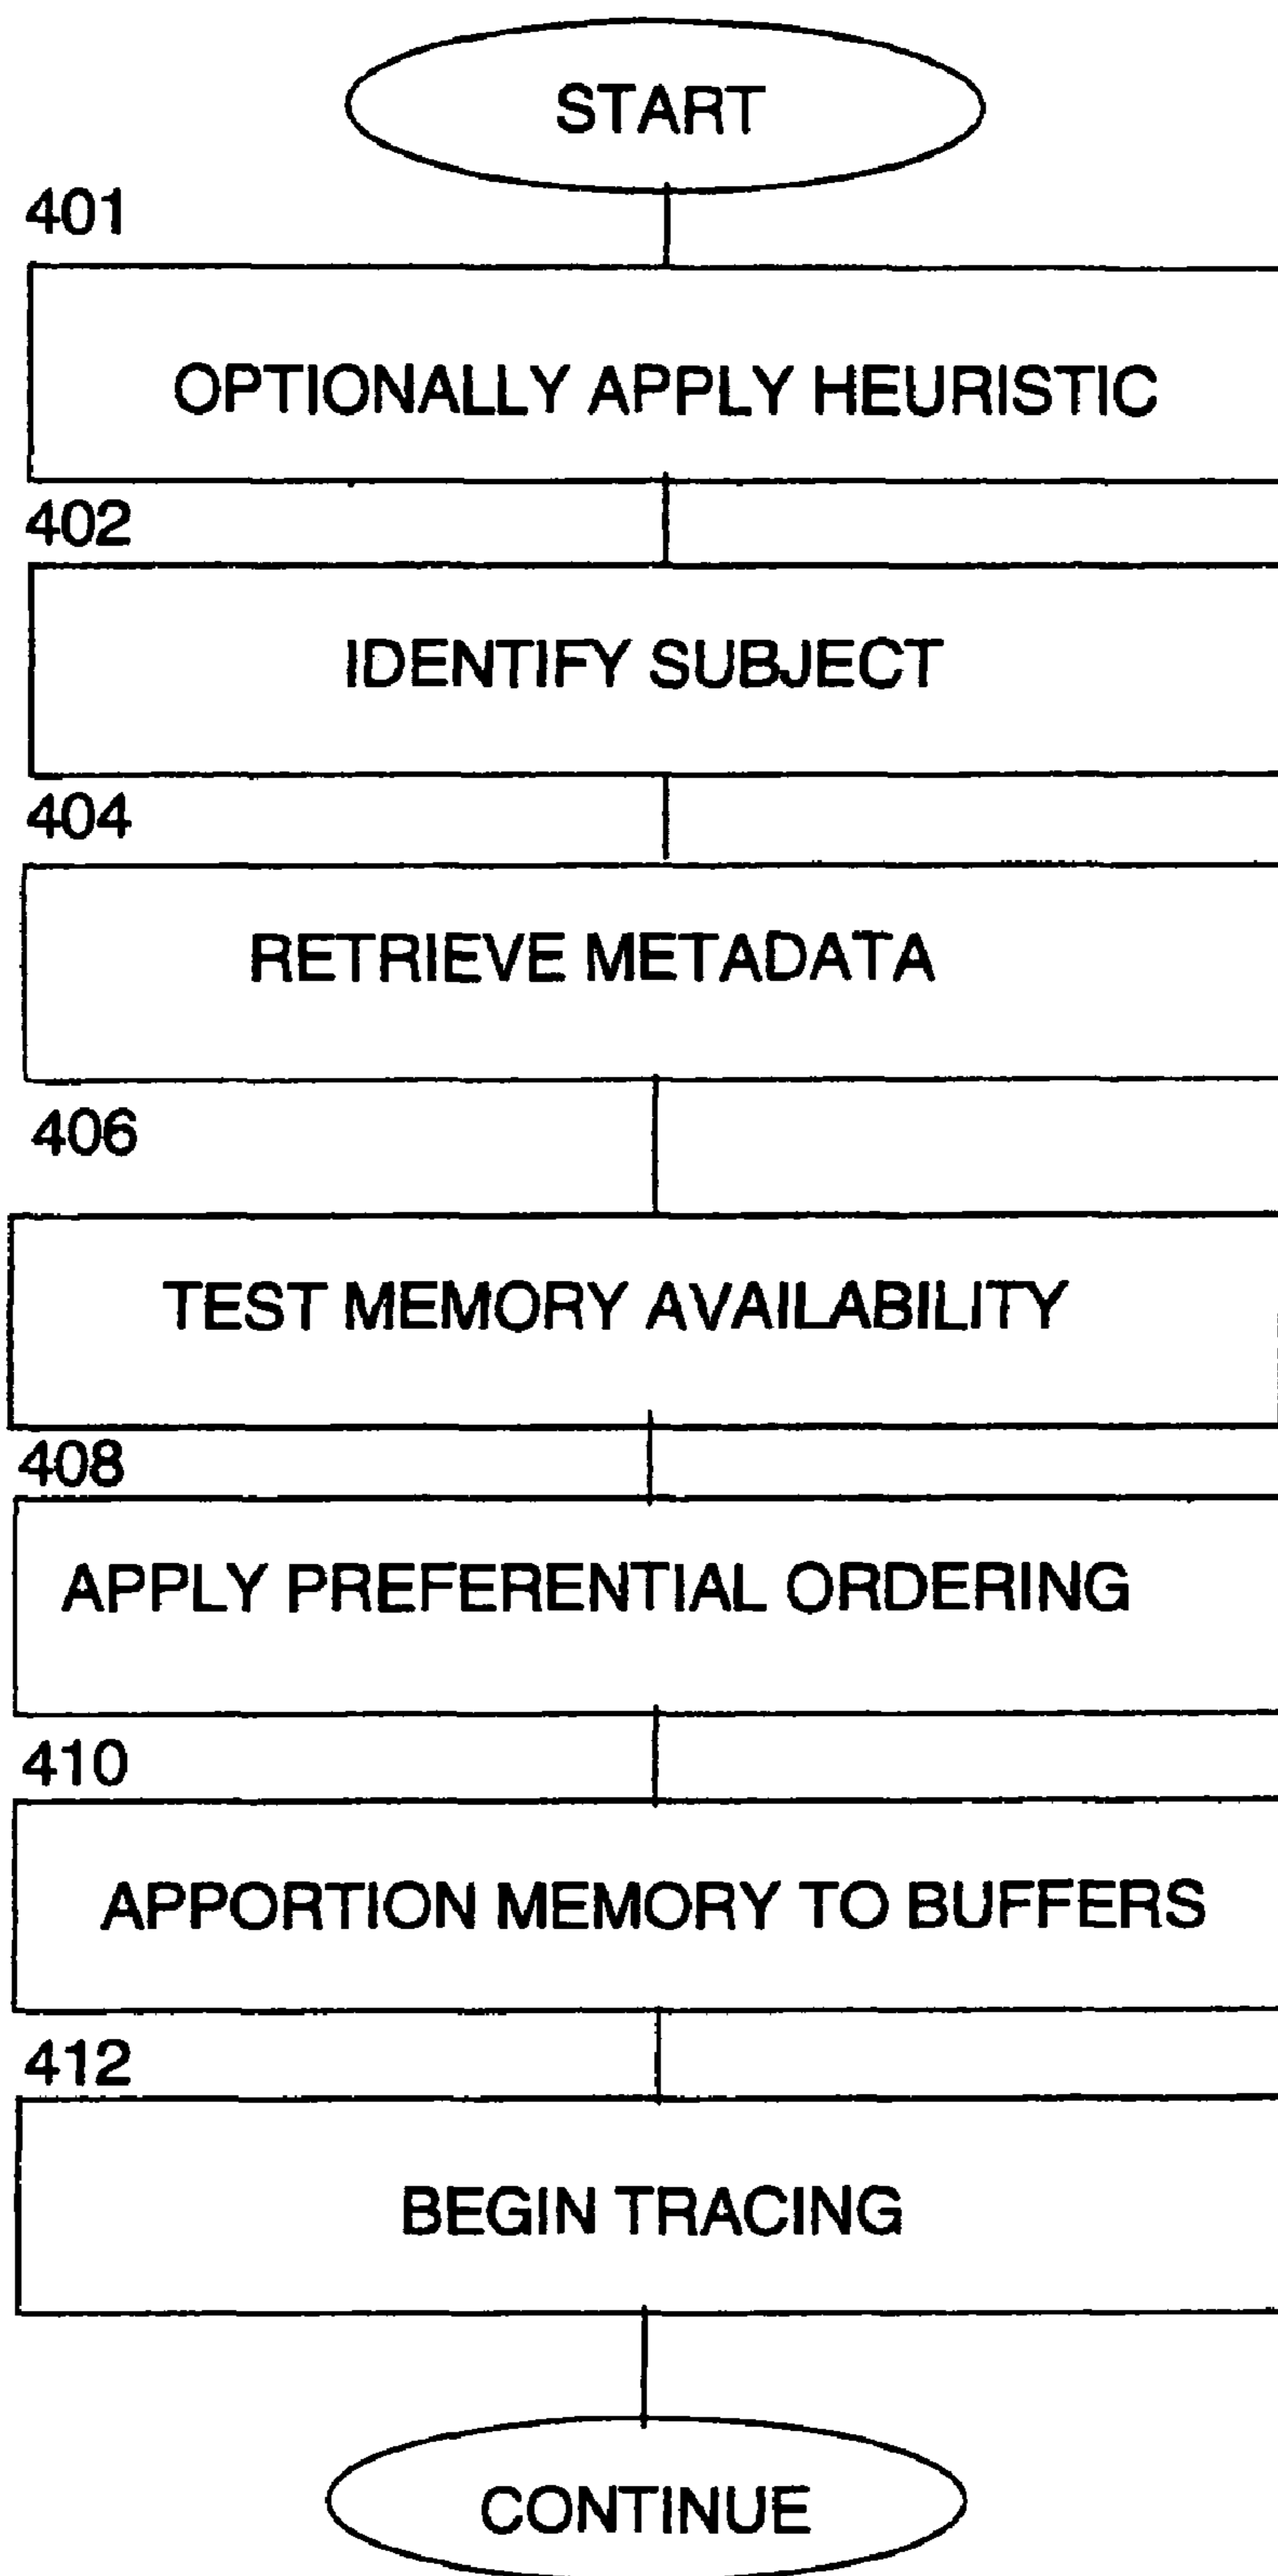 START
401
OPTIONALLY APPLY HEURISTIC
402
IDENTIFY SUBJECT
404
RETRIEVE METADATA
406
TEST MEMORY AVAILABILITY
408
APPLY PREFERENTIAL ORDERING
410
APPORTION MEMORY TO BUFFERS
412
BEGIN TRACING
CONTINUE